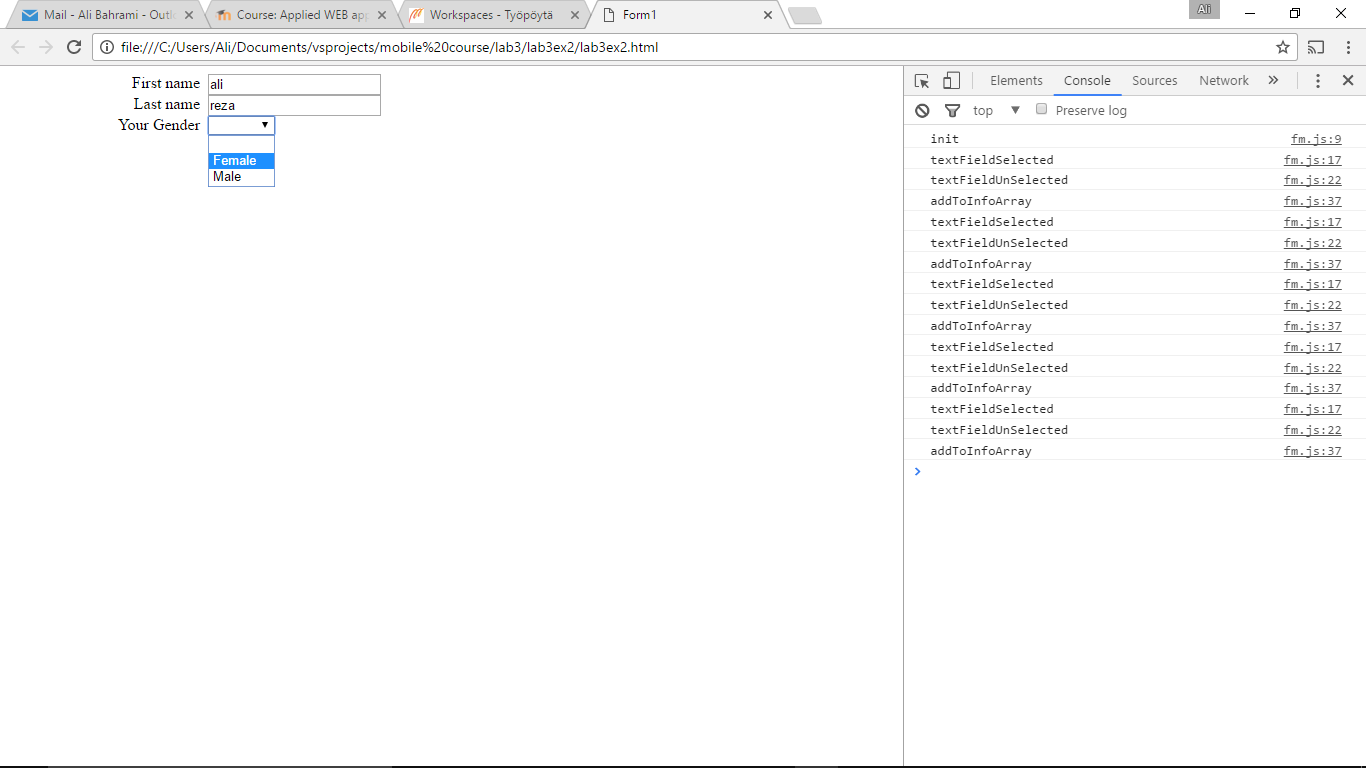 Mail - Ali Bahrami - Outl
Course: Applied WEB ap
Workspaces - Työpöytä
Form1
Ali
file:///C:/Users/Ali/Documents/vsprojects/mobile%20course/lab3/lab3ex2/lab3ex2.html
First name ali
Last name reza
Your Gender
Female
Male
Elements Console Sources Network »
top Preserve log
init fm.js:9
textFieldSelected fm.js:17
textFieldUnSelected fm.js:22
addToInfoArray fm.js:37
textFieldSelected fm.js:17
textFieldUnSelected fm.js:22
addToInfoArray fm.js:37
textFieldSelected fm.js:17
textFieldUnSelected fm.js:22
addToInfoArray fm.js:37
textFieldSelected fm.js:17
textFieldUnSelected fm.js:22
addToInfoArray fm.js:37
textFieldSelected fm.js:17
textFieldUnSelected fm.js:22
addToInfoArray fm.js:37